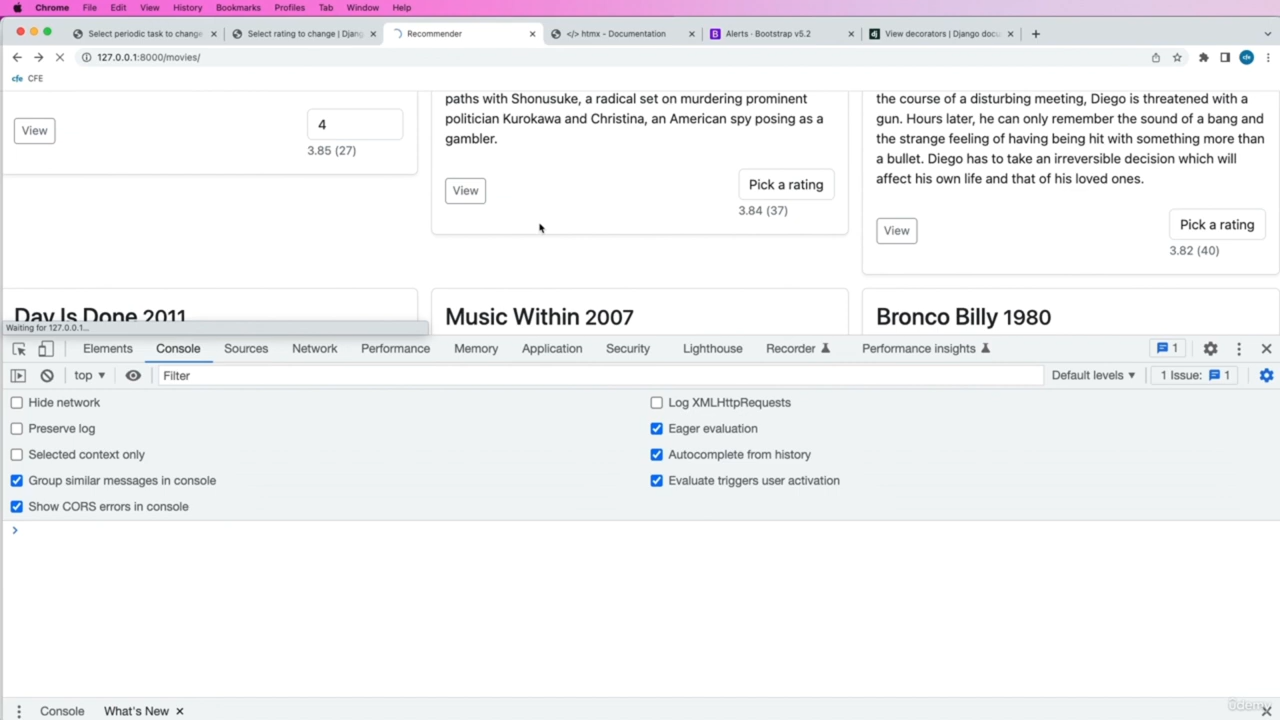 Chrome File Edit View History Bookmarks Profiles Tab Window Help
Select periodic task to change
Select rating to change | Djang
Recommender
</> htmx - Documentation
Alerts · Bootstrap v5.2
View decorators | Django docu
127.0.0.1:8000/movies/
cfe CFE
View
4
3.85 (27)
paths with Shonusuke, a radical set on murdering prominent
politician Kurokawa and Christina, an American spy posing as a
gambler.
View
Pick a rating
3.84 (37)
the course of a disturbing meeting, Diego is threatened with a
gun. Hours later, he can only remember the sound of a bang and
the strange feeling of having being hit with something more than
a bullet. Diego has to take an irreversible decision which will
affect his own life and that of his loved ones.
View
Pick a rating
3.82 (40)
Day Is Done 2011
Music Within 2007
Bronco Billy 1980
Waiting for 127.0.0.1...
Elements Console Sources Network Performance Memory Application Security Lighthouse Recorder Performance insights 1
top Filter Default levels 1 Issue: 1
Hide network
Preserve log
Selected context only
Group similar messages in console
Show CORS errors in console
Log XMLHttpRequests
Eager evaluation
Autocomplete from history
Evaluate triggers user activation
Console What's New
ûdemy